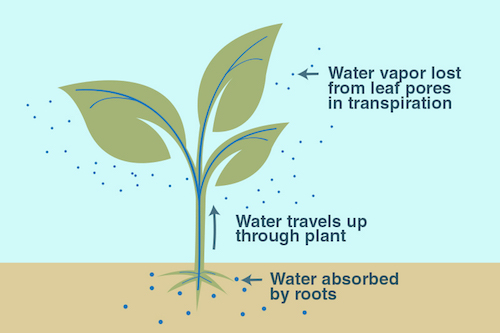 Water vapor lost
from leaf pores
in transpiration
Water travels up
through plant
Water absorbed
by roots